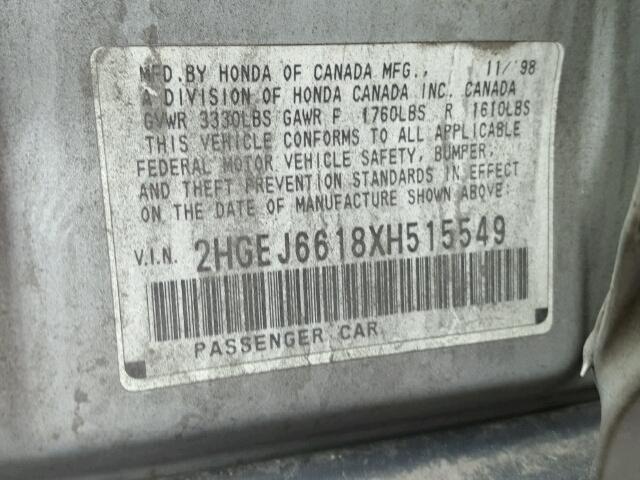 MFD.BY HONDA OF CANADA MFG., 11/'98
A DIVISION OF HONDA CANADA INC. CANADA
GVWR 3330LBS GAWR F 1760LBS R 1610LBS
THIS VEHICLE CONFORMS TO ALL APPLICABLE
FEDERAL MOTOR VEHICLE SAFETY, BUMPER,
AND THEFT PREVENTION STANDARDS IN EFFECT
ON THE DATE OF MANUFACTURE SHOWN ABOVE:
V.I.N. 2HGEJ6618XH515549
PASSENGER CAR